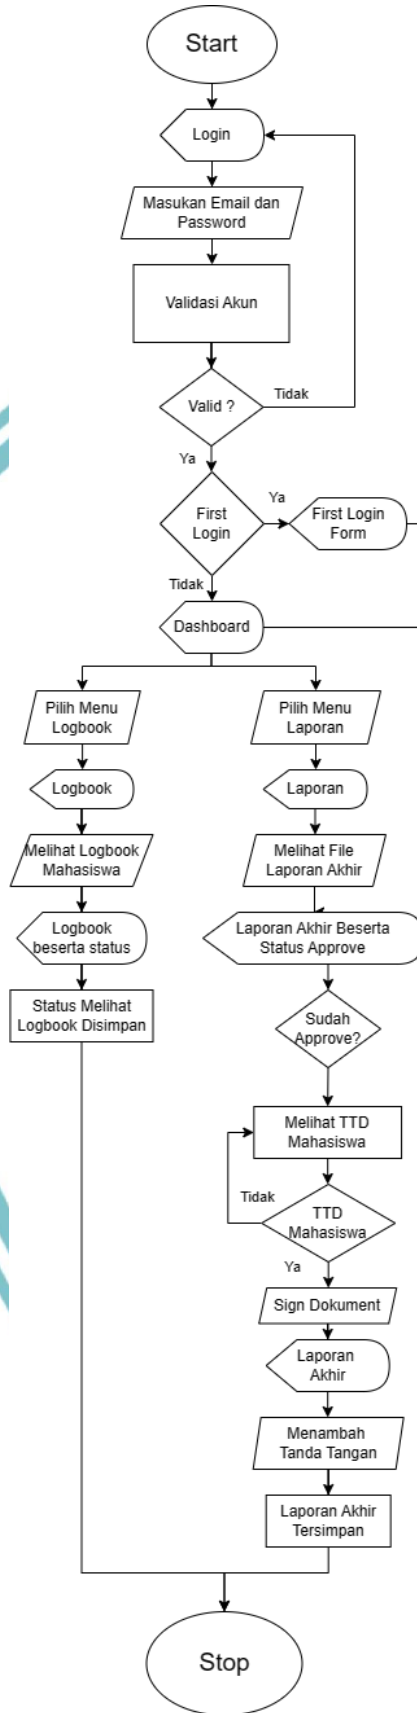 Start
Login
Masukan Email dan
Password
Validasi Akun
Valid ?
Tidak
Ya
First
Login
Ya
First Login
Form
Tidak
Dashboard
Pilih Menu
Logbook
Pilih Menu
Laporan
Logbook
Laporan
Melihat Logbook
Mahasiswa
Melihat File
Laporan Akhir
Logbook
beserta status
Laporan Akhir Beserta
Status Approve
Status Melihat
Logbook Disimpan
Sudah
Approve?
Melihat TTD
Mahasiswa
Tidak
TTD
Mahasiswa
Ya
Sign Dokument
Laporan
Akhir
Menambah
Tanda Tangan
Laporan Akhir
Tersimpan
Stop